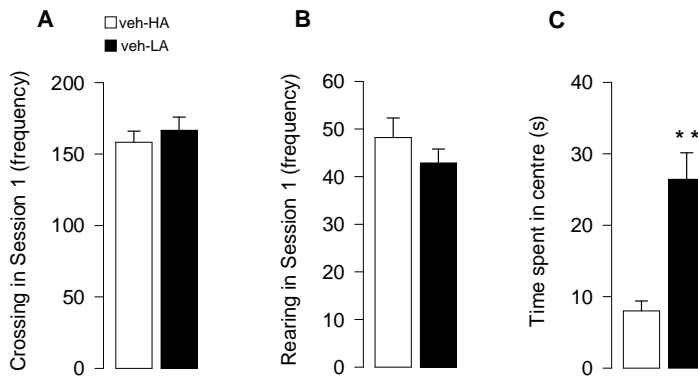 A
veh-HA
veh-LA
Crossing in Session 1 (frequency)
200
150
100
50
0
B
Rearing in Session 1 (frequency)
60
50
40
30
20
10
0
C
Time spent in centre (s)
40
30
20
10
0
**